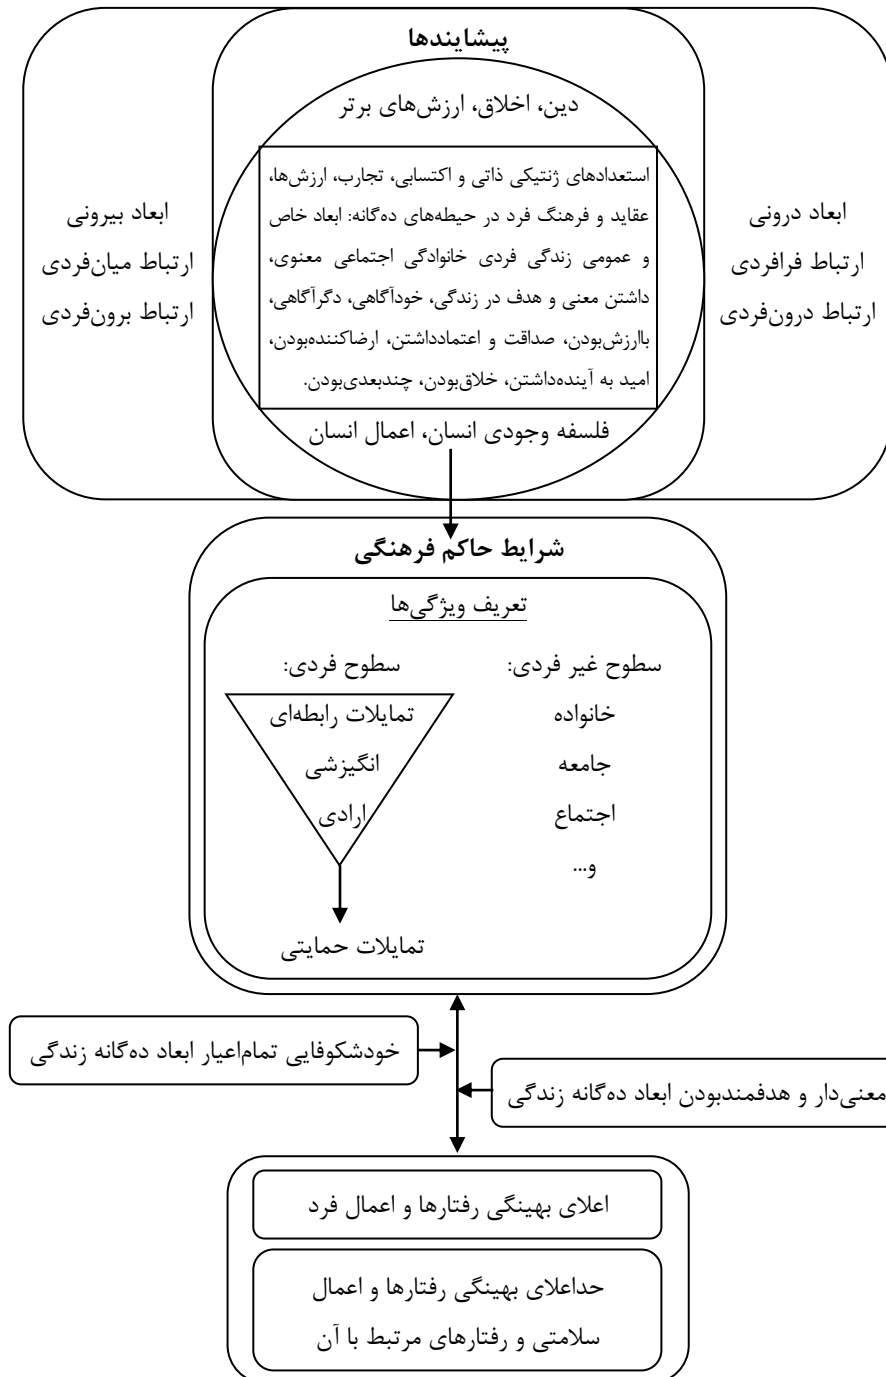 پیشایندها
دین، اخلاق، ارزش‌های برتر
استعدادهای ژنتیکی ذاتی و اکتسابی، تجارب، ارزش‌ها،
عقاید و فرهنگ فرد در حیطه‌های ده‌گانه: ابعاد خاص
و عمومی زندگی فردی خانوادگی اجتماعی معنوی،
داشتن معنی و هدف در زندگی، خودآگاهی، دگرآگاهی،
باارزش‌بودن، صداقت و اعتمادداشتن، ارضاکننده‌بودن،
امید به آینده‌داشتن، خلاق‌بودن، چندبعدی‌بودن.
فلسفه وجودی انسان، اعمال انسان
ابعاد درونی
ارتباط فرافردی
ارتباط درون‌فردی
ابعاد بیرونی
ارتباط میان‌فردی
ارتباط برون‌فردی
شرایط حاکم فرهنگی
تعریف ویژگی‌ها
سطوح غیر فردی:
خانواده
جامعه
اجتماع
و...
سطوح فردی:
تمایلات رابطه‌ای
انگیزشی
ارادی
تمایلات حمایتی
خودشکوفایی تمام‌اعیار ابعاد ده‌گانه زندگی
معنی‌دار و هدفمندبودن ابعاد ده‌گانه زندگی
اعلای بهینگی رفتارها و اعمال فرد
حداعلای بهینگی رفتارها و اعمال
سلامتی و رفتارهای مرتبط با آن